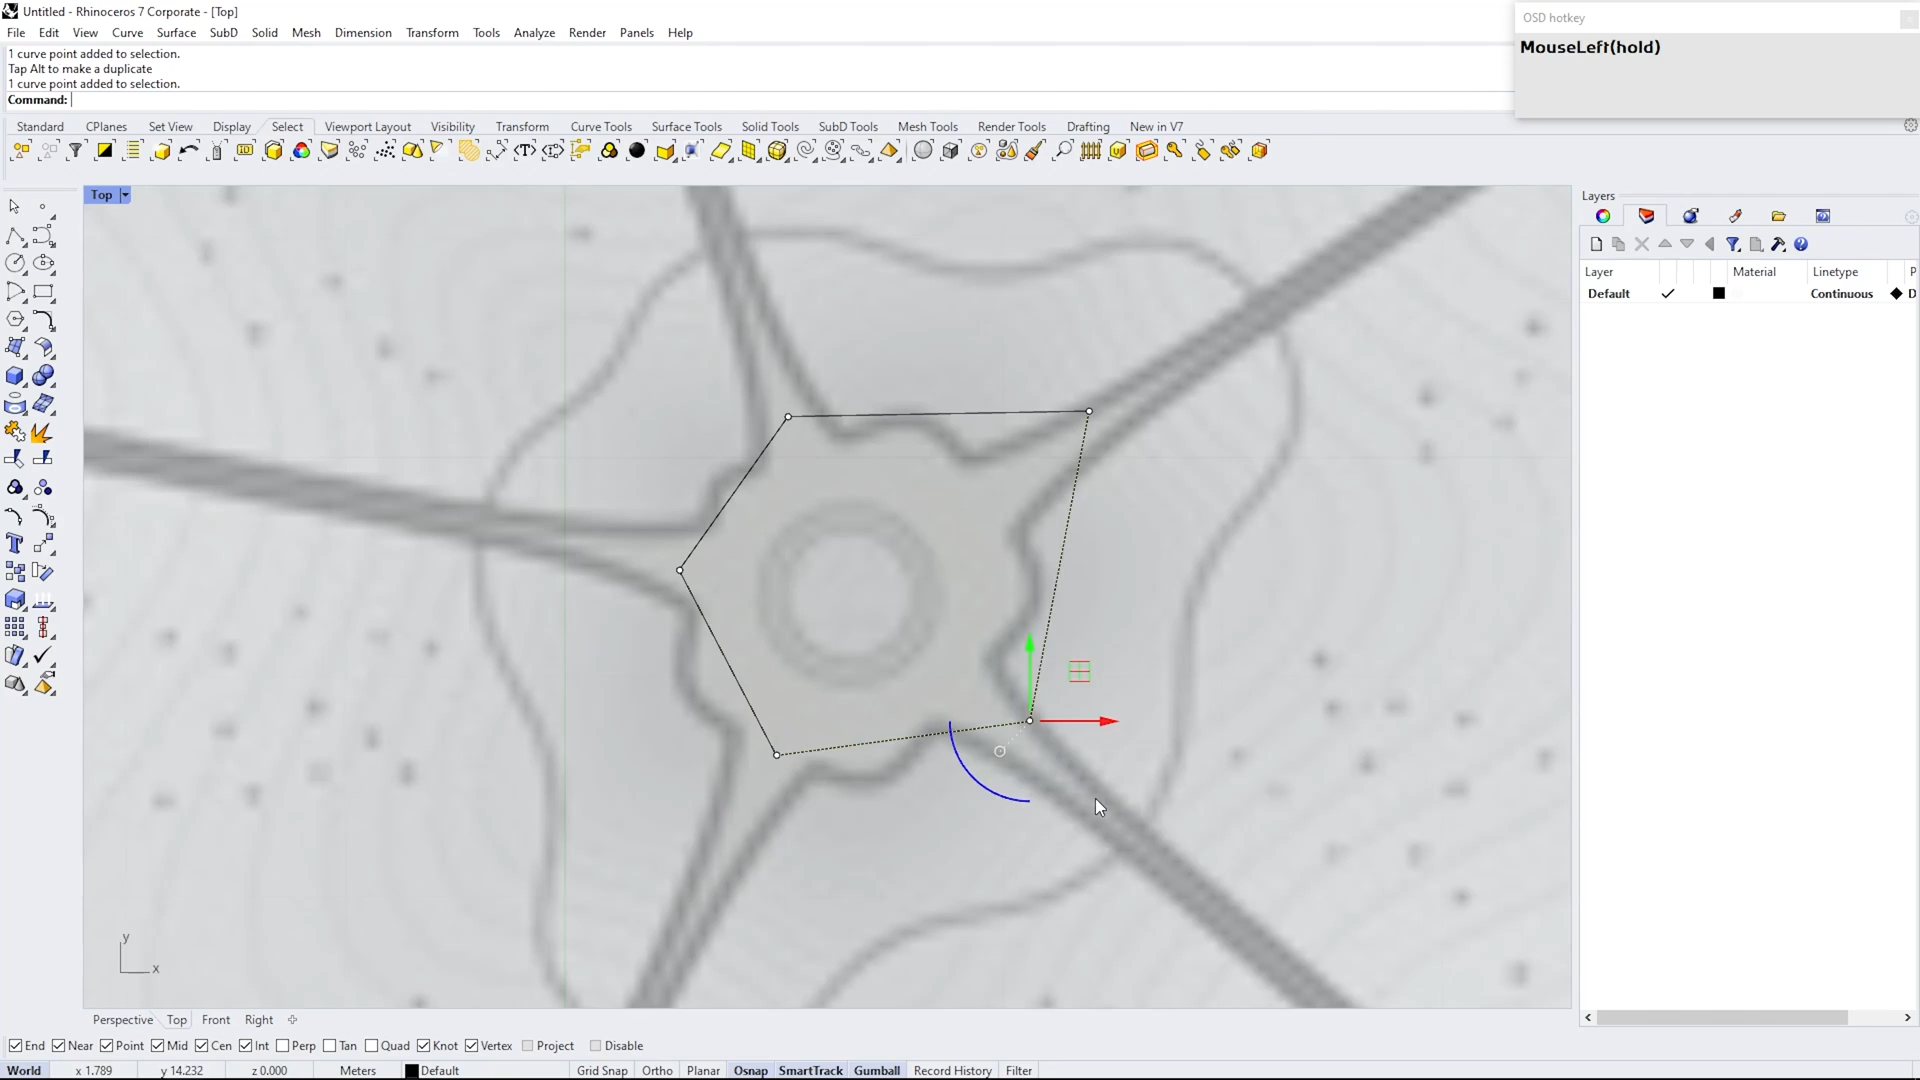 Untitled - Rhinoceros 7 Corporate - [Top]
OSD hotkey
MouseLeft(hold)
File Edit View Curve Surface SubD Solid Mesh Dimension Transform Tools Analyze Render Panels Help
1 curve point added to selection.
Tap Alt to make a duplicate
1 curve point added to selection.
Command:
Standard CPlanes Set View Display Select Viewport Layout Visibility Transform Curve Tools Surface Tools Solid Tools SubD Tools Mesh Tools Render Tools Drafting New in V7
Top
Layers
Layer Material Linetype P
Default Continuous D
y
x
Perspective Top Front Right
End Near Point Mid Cen Int Perp Tan Quad Knot Vertex Project Disable
World x 1.789 y 14.232 z 0.000 Meters Default Grid Snap Ortho Planar Osnap SmartTrack Gumball Record History Filter